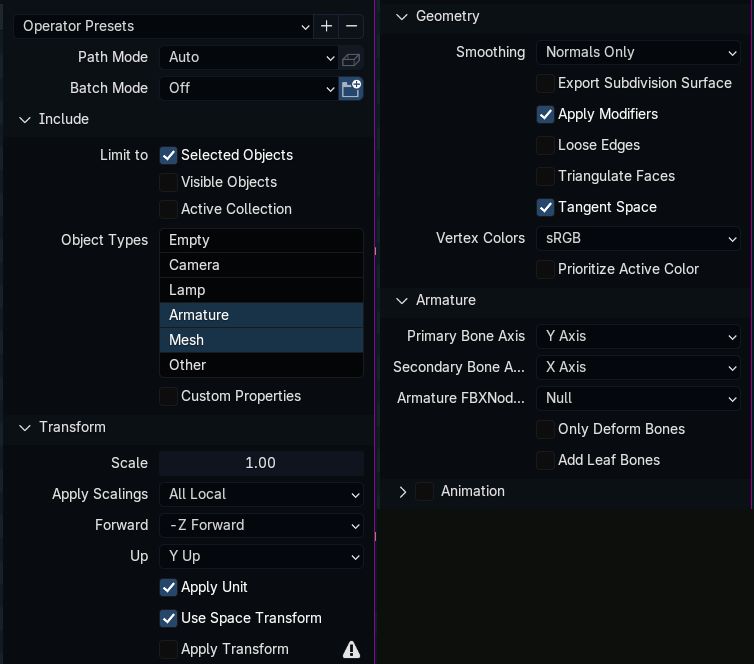 Operator Presets
Path Mode Auto
Batch Mode Off
Include
Limit to Selected Objects
Visible Objects
Active Collection
Object Types Empty
Camera
Lamp
Armature
Mesh
Other
Custom Properties
Transform
Scale 1.00
Apply Scalings All Local
Forward -Z Forward
Up Y Up
Apply Unit
Use Space Transform
Apply Transform
Geometry
Smoothing Normals Only
Export Subdivision Surface
Apply Modifiers
Loose Edges
Triangulate Faces
Tangent Space
Vertex Colors sRGB
Prioritize Active Color
Armature
Primary Bone Axis Y Axis
Secondary Bone A... X Axis
Armature FBXNod... Null
Only Deform Bones
Add Leaf Bones
Animation